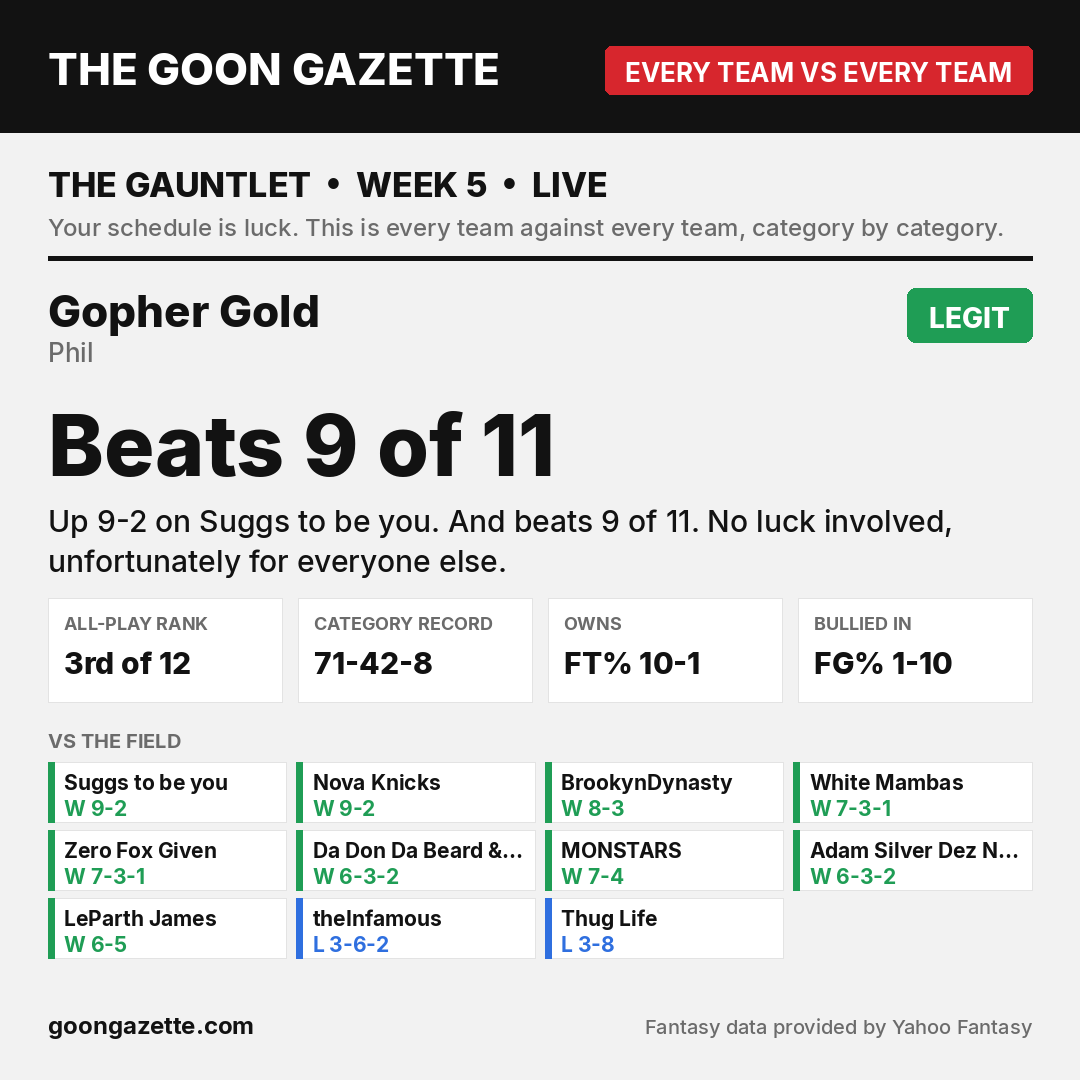 THE GOON GAZETTE
EVERY TEAM VS EVERY TEAM
THE GAUNTLET • WEEK 5 • LIVE
Your schedule is luck. This is every team against every team, category by category.
Gopher Gold
LEGIT
Phil
Beats 9 of 11
Up 9-2 on Suggs to be you. And beats 9 of 11. No luck involved,
unfortunately for everyone else.
ALL-PLAY RANK
3rd of 12
CATEGORY RECORD
71-42-8
OWNS
FT% 10-1
BULLIED IN
FG% 1-10
VS THE FIELD
Suggs to be you
W 9-2
Nova Knicks
W 9-2
BrookynDynasty
W 8-3
White Mambas
W 7-3-1
Zero Fox Given
W 7-3-1
Da Don Da Beard &...
W 6-3-2
MONSTARS
W 7-4
Adam Silver Dez N...
W 6-3-2
LeParth James
W 6-5
theInfamous
L 3-6-2
Thug Life
L 3-8
goongazette.com
Fantasy data provided by Yahoo Fantasy